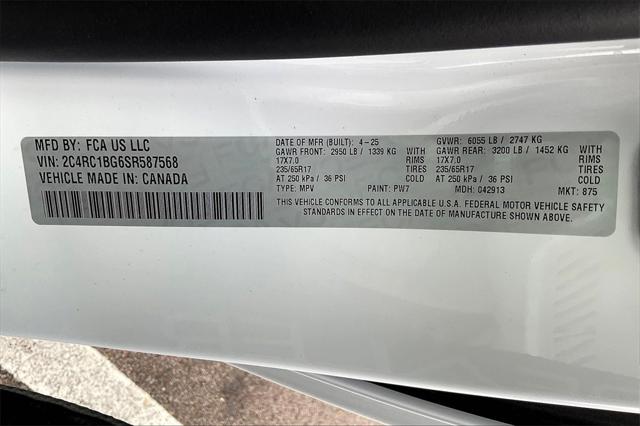 MFD BY: FCA US LLC
VIN: 2C4RC1BG6SR587568
VEHICLE MADE IN: CANADA
DATE OF MFR (BUILT): 4-25 GVWR: 6055 LB / 2747 KG
GAWR FRONT: 2950 LB / 1339 KG WITH GAWR REAR: 3200 LB / 1452 KG WITH
17X7.0 RIMS 17X7.0 RIMS
235/65R17 TIRES 235/65R17 TIRES
AT 250 kPa / 36 PSI COLD AT 250 kPa / 36 PSI COLD
TYPE: MPV PAINT: PW7 MDH: 042913 MKT: 875
THIS VEHICLE CONFORMS TO ALL APPLICABLE U.S.A. FEDERAL MOTOR VEHICLE SAFETY
STANDARDS IN EFFECT ON THE DATE OF MANUFACTURE SHOWN ABOVE.